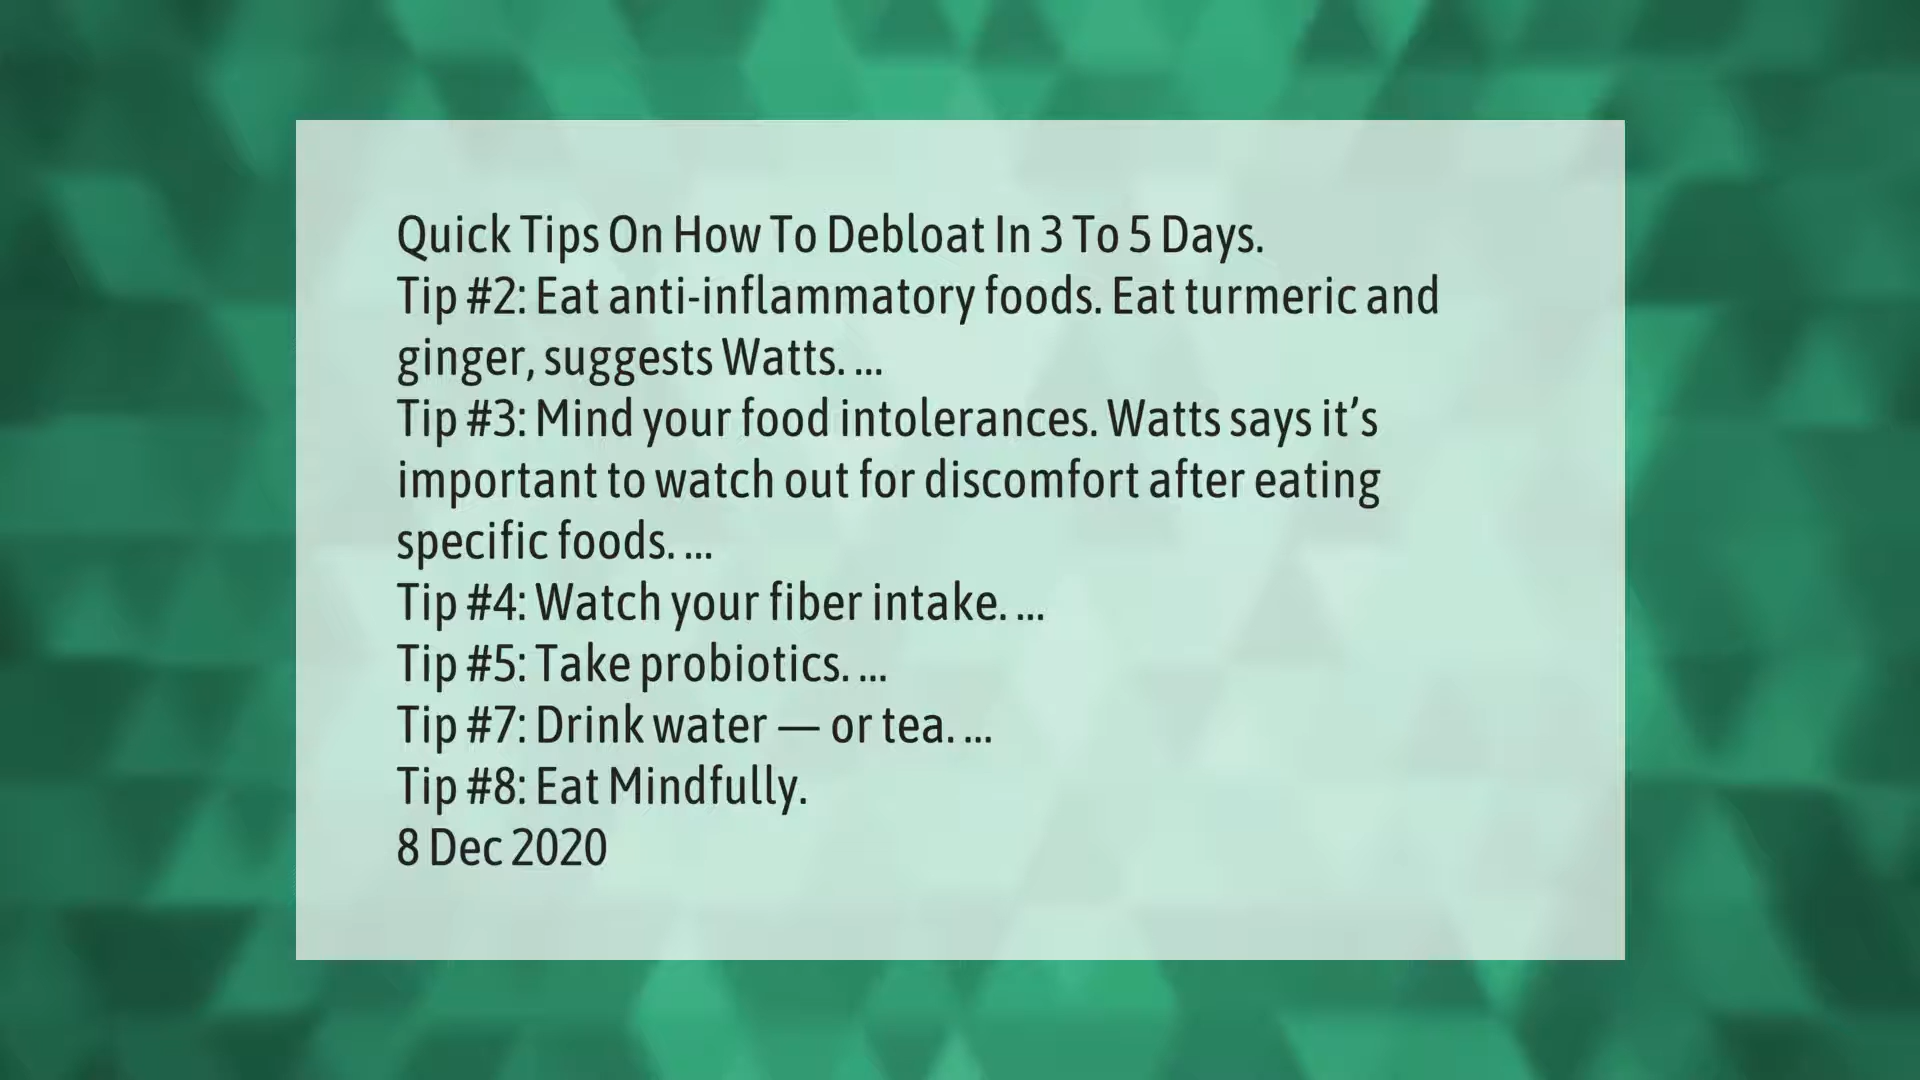 Quick Tips On How To Debloat In 3 To 5 Days.
Tip #2: Eat anti-inflammatory foods. Eat turmeric and
ginger, suggests Watts. ...
Tip #3: Mind your food intolerances. Watts says it’s
important to watch out for discomfort after eating
specific foods. ...
Tip #4: Watch your fiber intake. ...
Tip #5: Take probiotics. ...
Tip #7: Drink water — or tea. ...
Tip #8: Eat Mindfully.
8 Dec 2020